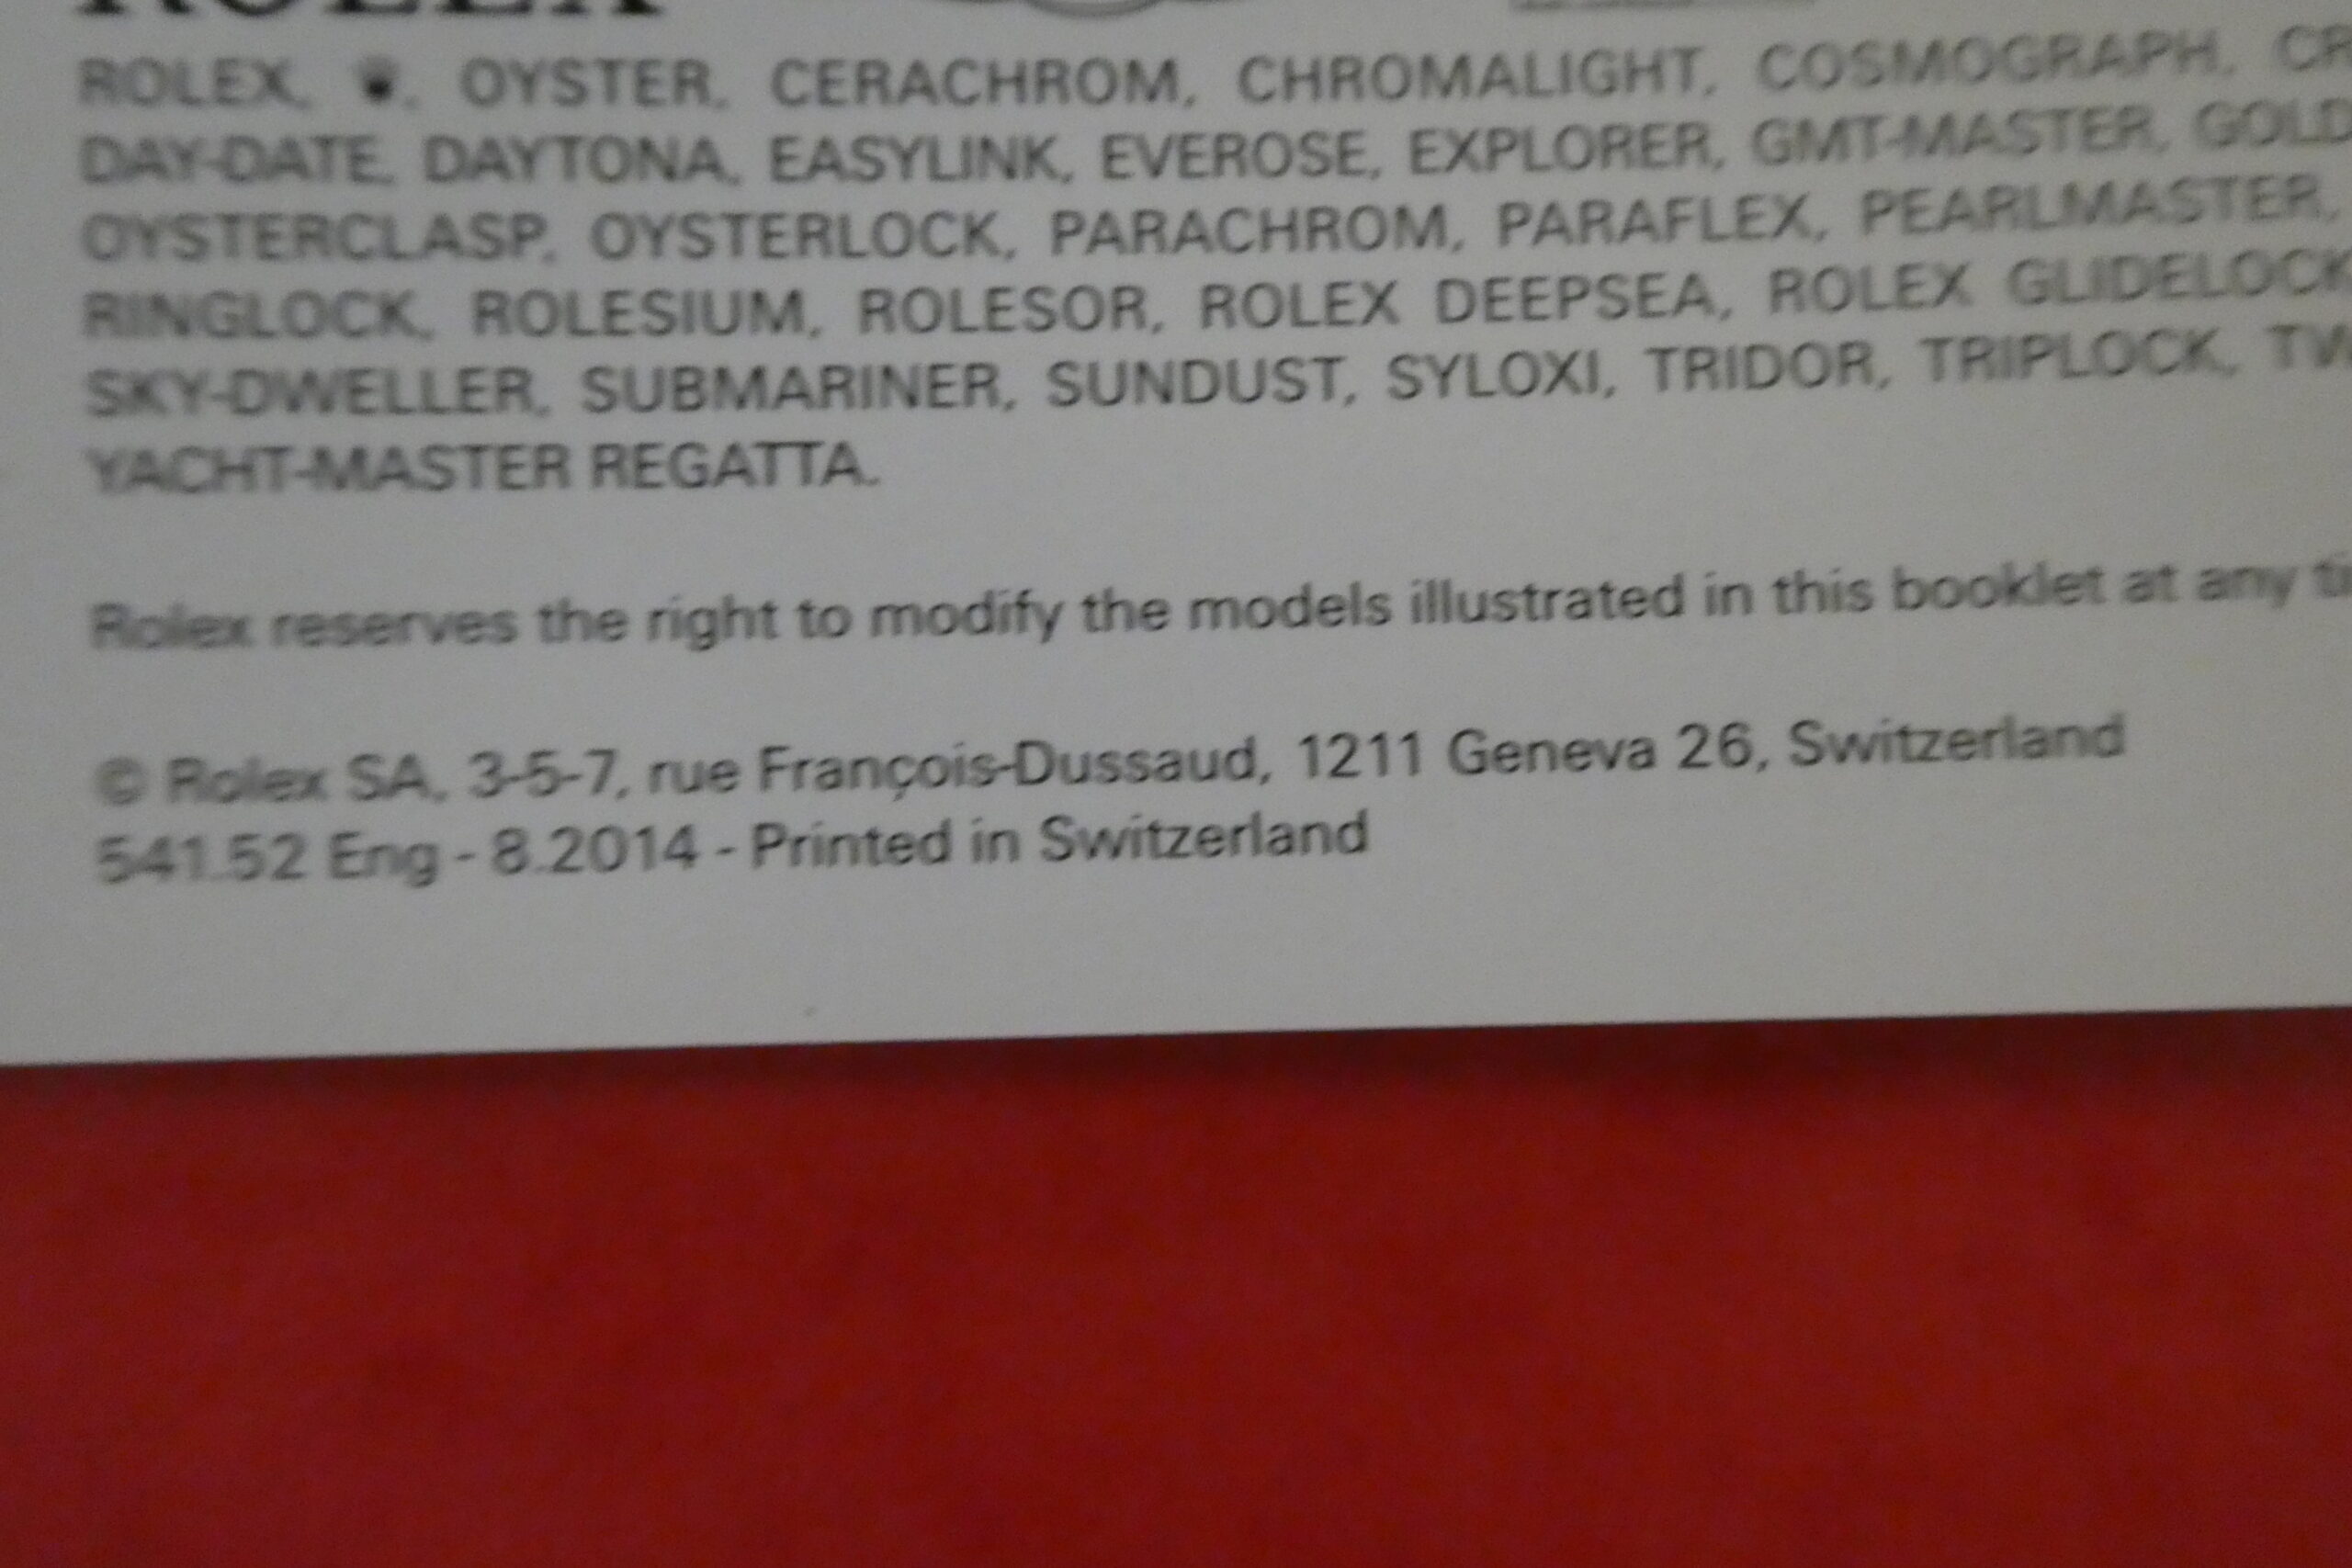 ROLEX
ROLEX, , OYSTER, CERACHROM, CHROMALIGHT, COSMOGRAPH,
DAY-DATE, DAYTONA, EASYLINK, EVEROSE, EXPLORER, GMT-MASTER,
OYSTERCLASP, OYSTERLOCK, PARACHROM, PARAFLEX, PEARLMASTER,
RINGLOCK, ROLESIUM, ROLESOR, ROLEX DEEPSEA, ROLEX GLIDELOCK
SKY-DWELLER, SUBMARINER, SUNDUST, SYLOXI, TRIDOR, TRIPLOCK,
YACHT-MASTER REGATTA.
Rolex reserves the right to modify the models illustrated in this booklet at any
© Rolex SA, 3-5-7, rue François-Dussaud, 1211 Geneva 26, Switzerland
541.52 Eng - 8.2014 - Printed in Switzerland